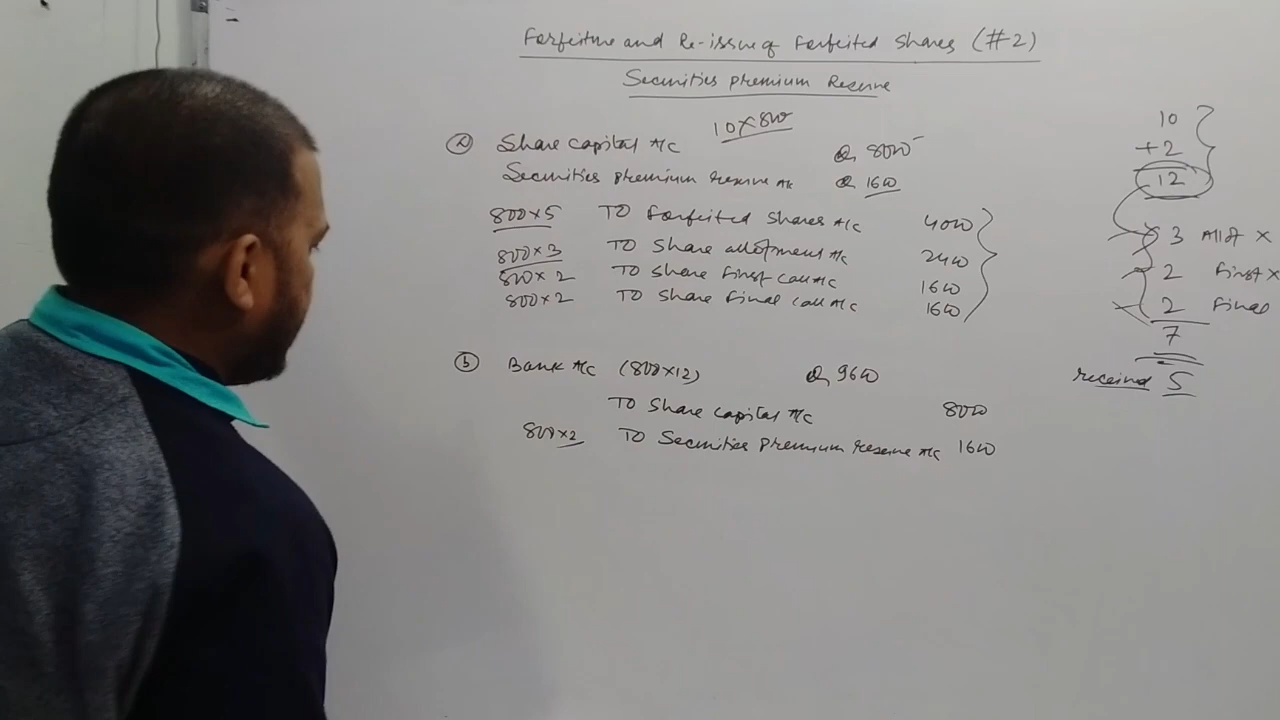 Forfeiture and Re-issue of Forfeited Shares (#2)
Securities Premium Reserve
10×800
ⓐ Share Capital A/c Dr 8000
Securities premium reserve A/c Dr 1600
800×5 To Forfeited Shares A/c 4000
800×3 To Share allotment A/c 2400
800×2 To Share First Call A/c 1600
800×2 To Share Final Call A/c 1600
ⓑ Bank A/c (800×12) Dr 9600
To Share Capital A/c 8000
800×2 To Securities Premium Reserve A/c 1600
10
+2
12
3 Allot X
2 First X
2 Final
7
received 5